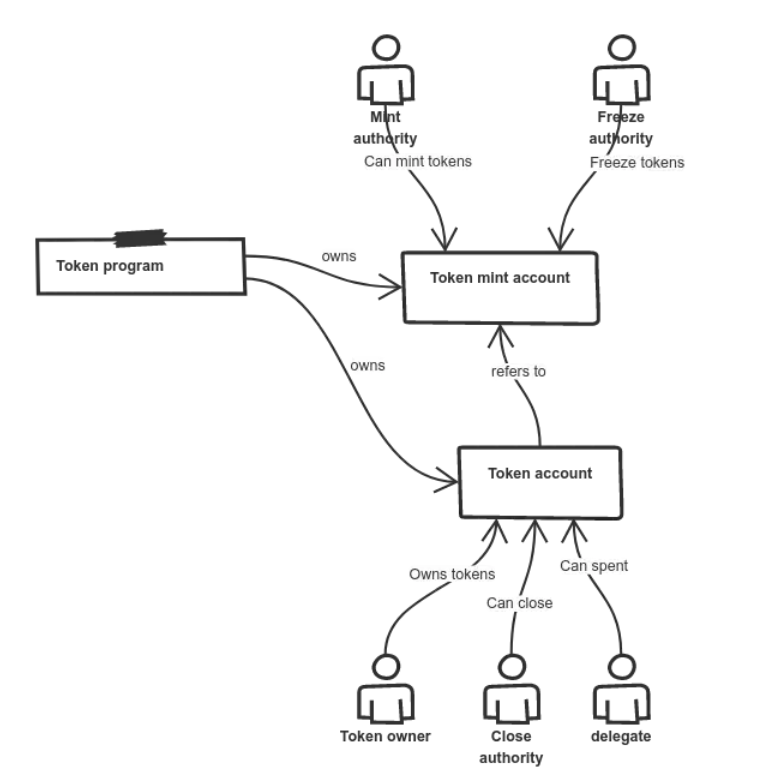 Mint
authority
Freeze
authority
Can mint tokens
Freeze tokens
owns
Token program
Token mint account
owns
refers to
Token account
Owns tokens
Can spent
Can close
Token owner
Close
authority
delegate